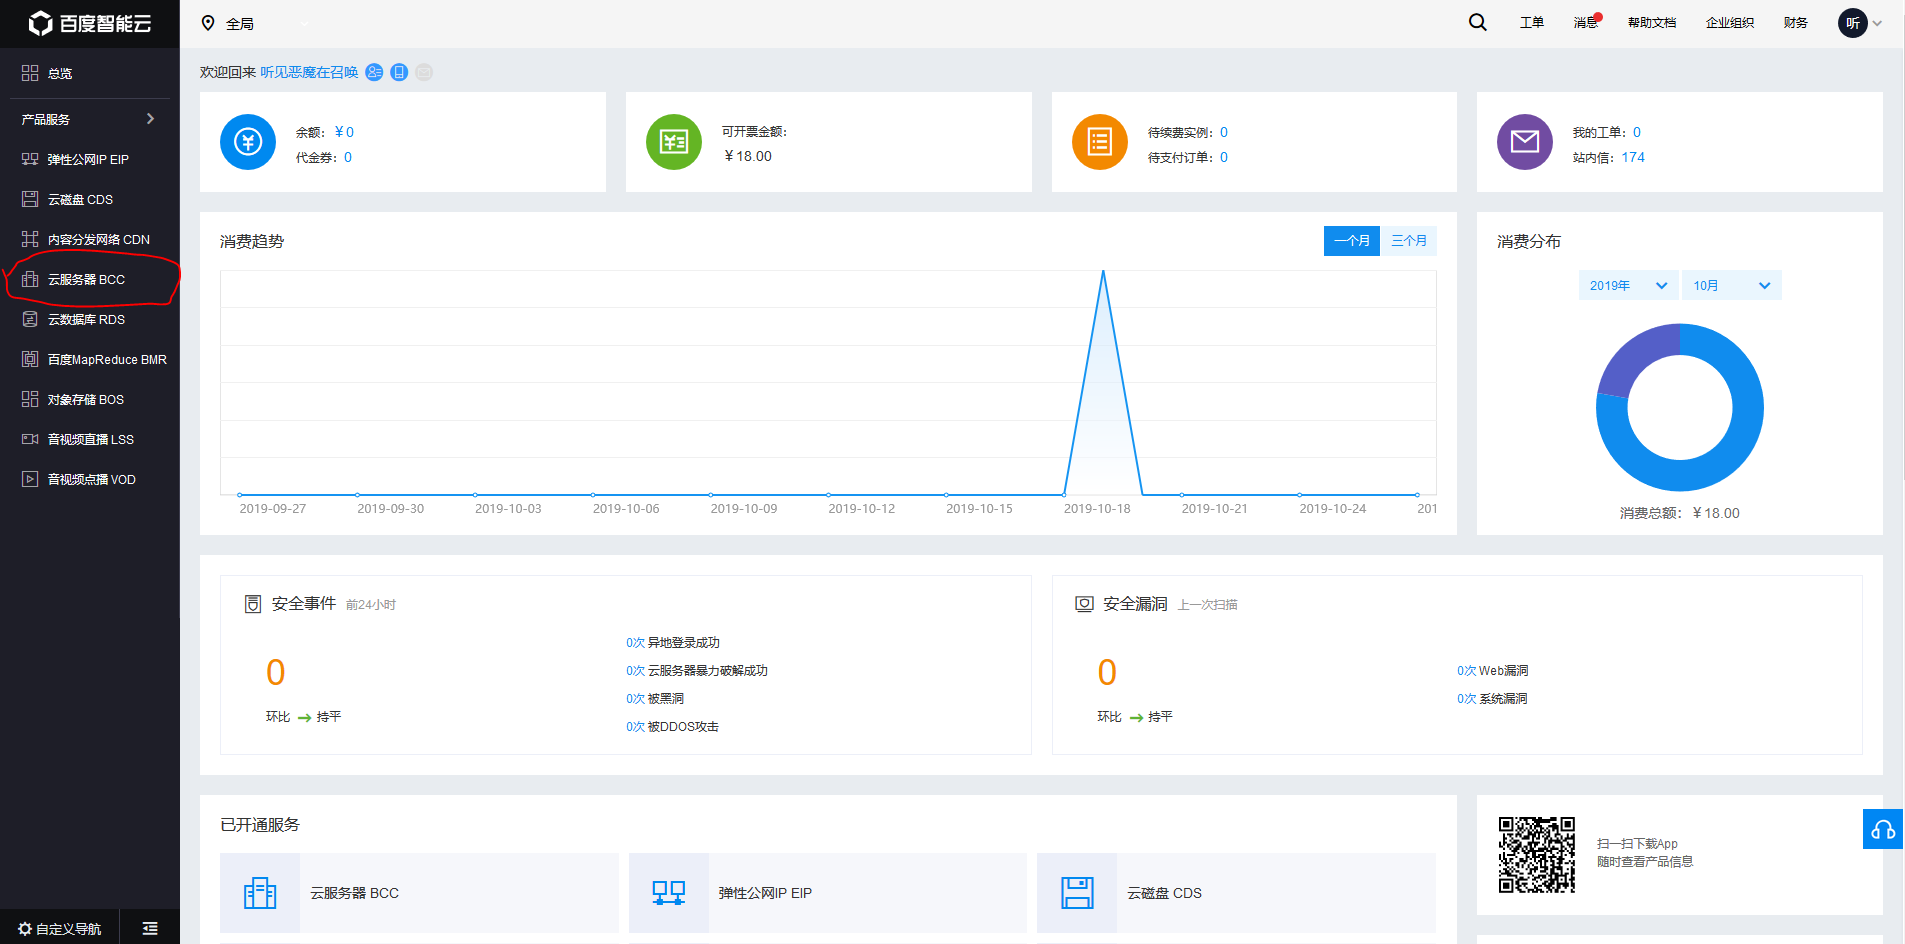 百度智能云
全局
工单
消息
帮助文档
企业组织
财务
听
总览
产品服务
弹性公网IP EIP
云磁盘 CDS
内容分发网络 CDN
云服务器 BCC
云数据库 RDS
百度MapReduce BMR
对象存储 BOS
音视频直播 LSS
音视频点播 VOD
自定义导航
欢迎回来 听见恶魔在召唤
余额: ¥0
代金券: 0
可开票金额:
¥18.00
待续费实例: 0
待支付订单: 0
我的工单: 0
站内信: 174
消费趋势
一个月 三个月
2019-09-27 2019-09-30 2019-10-03 2019-10-06 2019-10-09 2019-10-12 2019-10-15 2019-10-18 2019-10-21 2019-10-24 201
消费分布
2019年 10月
消费总额: ¥18.00
安全事件 前24小时
0
环比 持平
0次 异地登录成功
0次 云服务器暴力破解成功
0次 被黑洞
0次 被DDOS攻击
安全漏洞 上一次扫描
0
环比 持平
0次 Web漏洞
0次 系统漏洞
已开通服务
云服务器 BCC
弹性公网IP EIP
云磁盘 CDS
扫一扫下载App
随时查看产品信息